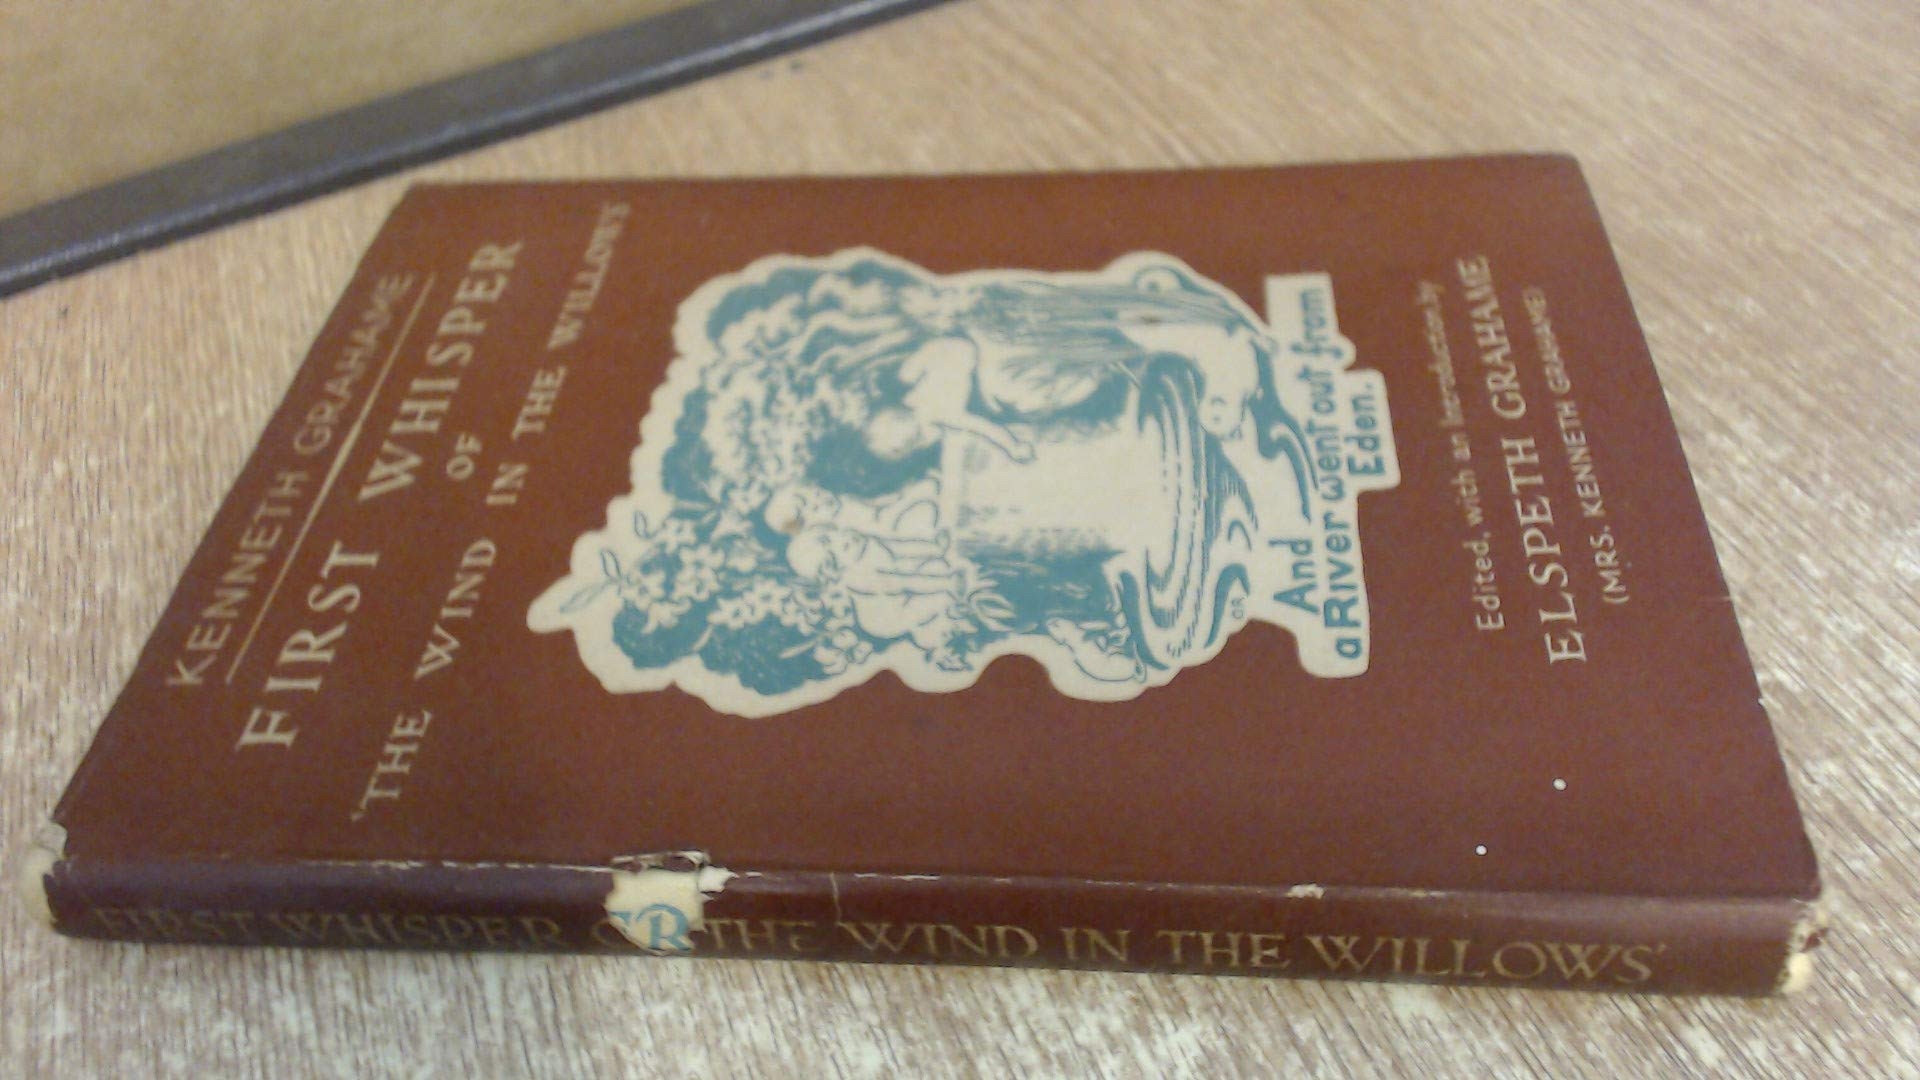 KENNETH GRAHAME
FIRST WHISPER
OF
'THE WIND IN THE WILLOWS'
And
a River went out from
Eden.
Edited, with an Introduction, by
ELSPETH GRAHAME
(MRS. KENNETH GRAHAME)
FIRST WHISPER THE WIND IN THE WILLOWS'